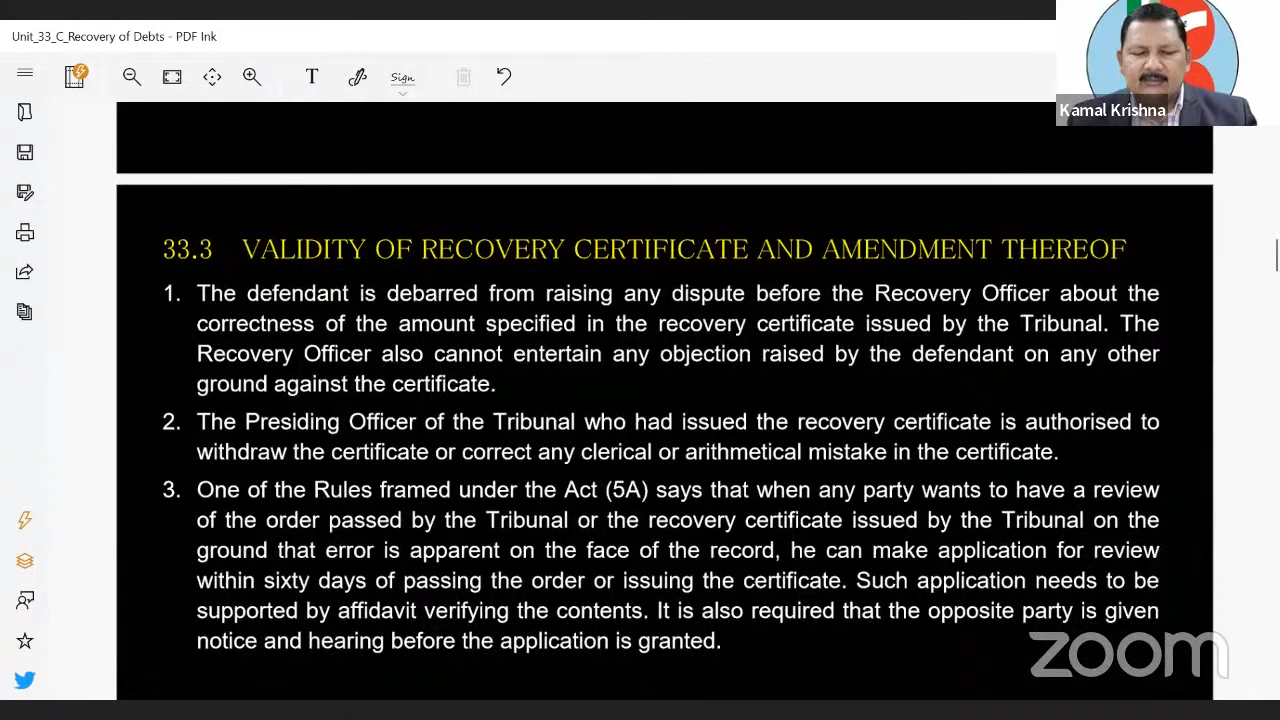 Unit_33_C_Recovery of Debts - PDF Ink
T
Sign
Kamal Krishna
33.3 VALIDITY OF RECOVERY CERTIFICATE AND AMENDMENT THEREOF
1. The defendant is debarred from raising any dispute before the Recovery Officer about the
correctness of the amount specified in the recovery certificate issued by the Tribunal. The
Recovery Officer also cannot entertain any objection raised by the defendant on any other
ground against the certificate.
2. The Presiding Officer of the Tribunal who had issued the recovery certificate is authorised to
withdraw the certificate or correct any clerical or arithmetical mistake in the certificate.
3. One of the Rules framed under the Act (5A) says that when any party wants to have a review
of the order passed by the Tribunal or the recovery certificate issued by the Tribunal on the
ground that error is apparent on the face of the record, he can make application for review
within sixty days of passing the order or issuing the certificate. Such application needs to be
supported by affidavit verifying the contents. It is also required that the opposite party is given
notice and hearing before the application is granted.
zoom